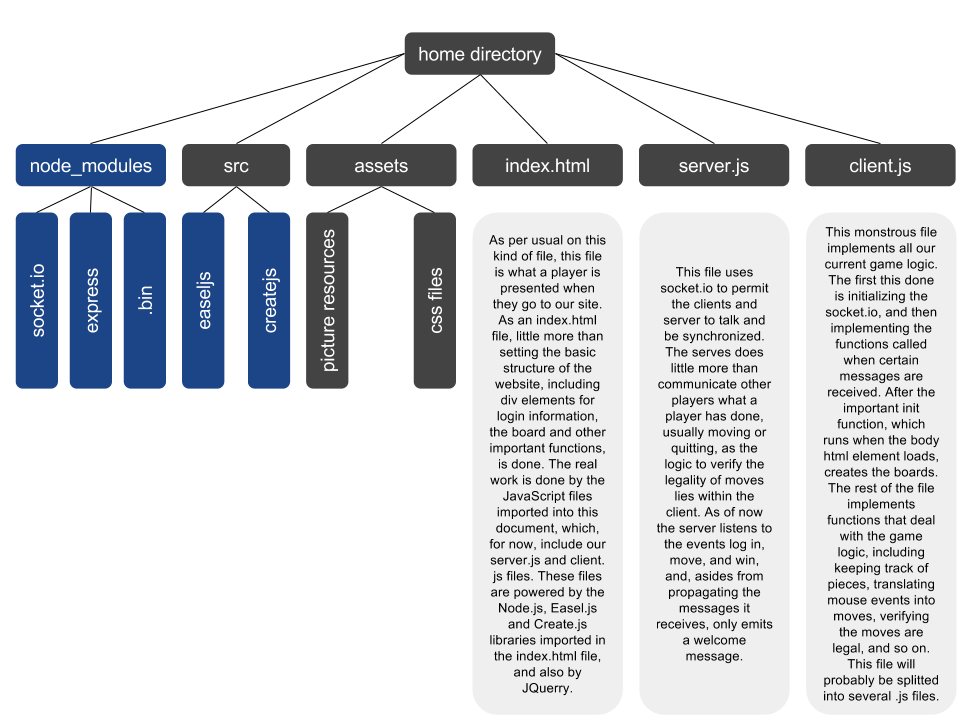 home directory
node_modules
src
assets
index.html
server.js
client.js
socket.io
express
.bin
easeljs
createjs
picture resources
css files
As per usual on this
kind of file, this file
is what a player is
presented when
they go to our site.
As an index.html
file, little more than
setting the basic
structure of the
website, including
div elements for
login information,
the board and other
important functions,
is done. The real
work is done by the
JavaScript files
imported into this
document, which,
for now, include our
server.js and client.
js files. These files
are powered by the
Node.js, Easel.js
and Create.js
libraries imported in
the index.html file,
and also by
JQuerry.
This file uses
socket.io to permit
the clients and
server to talk and
be synchronized.
The serves does
little more than
communicate other
players what a
player has done,
usually moving or
quitting, as the
logic to verify the
legality of moves
lies within the
client. As of now
the server listens to
the events log in,
move, and win,
and, asides from
propagating the
messages it
receives, only emits
a welcome
message.
This monstrous file
implements all our
current game logic.
The first this done
is initializing the
socket.io, and then
implementing the
functions called
when certain
messages are
received. After the
important init
function, which
runs when the body
html element loads,
creates the boards.
The rest of the file
implements
functions that deal
with the game
logic, including
keeping track of
pieces, translating
mouse events into
moves, verifying
the moves are
legal, and so on.
This file will
probably be splitted
into several .js files.